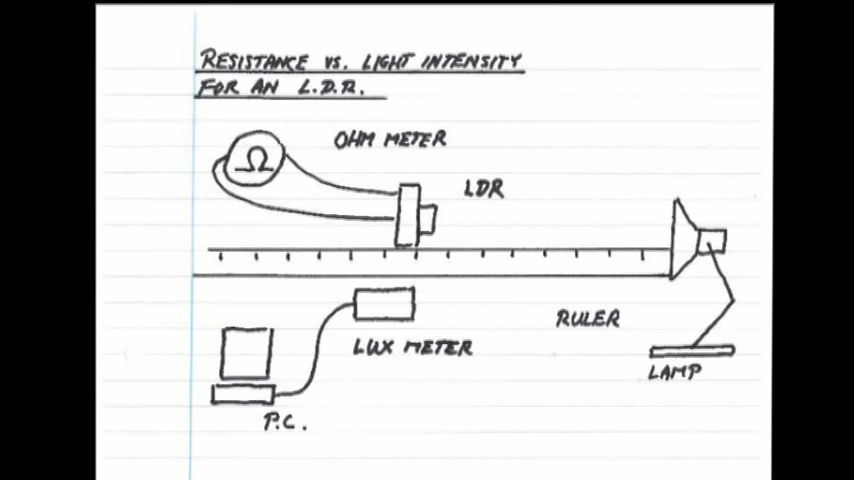 RESISTANCE VS. LIGHT INTENSITY
FOR AN L.D.R.
Ω
OHM METER
LDR
RULER
LUX METER
LAMP
P.C.